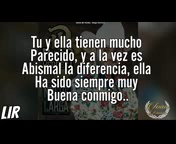 Tu y ella tienen mucho
Parecido, y a la vez es
Abismal la diferencia, ella
Ha sido siempre muy
Buena conmigo..
LIR